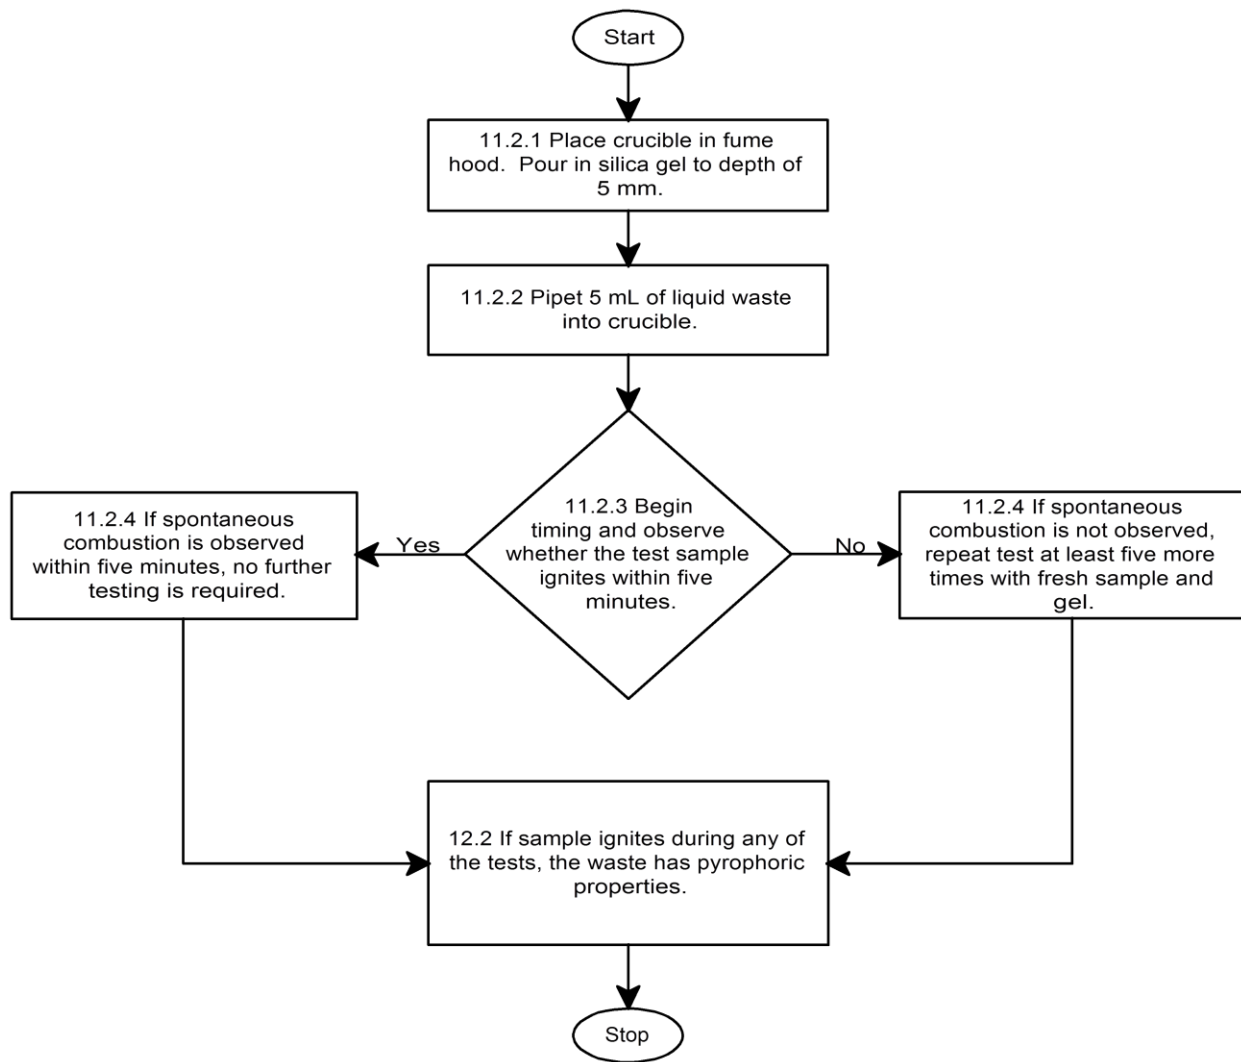 Start
11.2.1 Place crucible in fume
hood.  Pour in silica gel to depth of
5 mm.
11.2.2 Pipet 5 mL of liquid waste
into crucible.
11.2.3 Begin
timing and observe
whether the test sample
ignites within five
minutes.
Yes
No
11.2.4 If spontaneous
combustion is observed
within five minutes, no further
testing is required.
11.2.4 If spontaneous
combustion is not observed,
repeat test at least five more
times with fresh sample and
gel.
12.2 If sample ignites during any of
the tests, the waste has pyrophoric
properties.
Stop